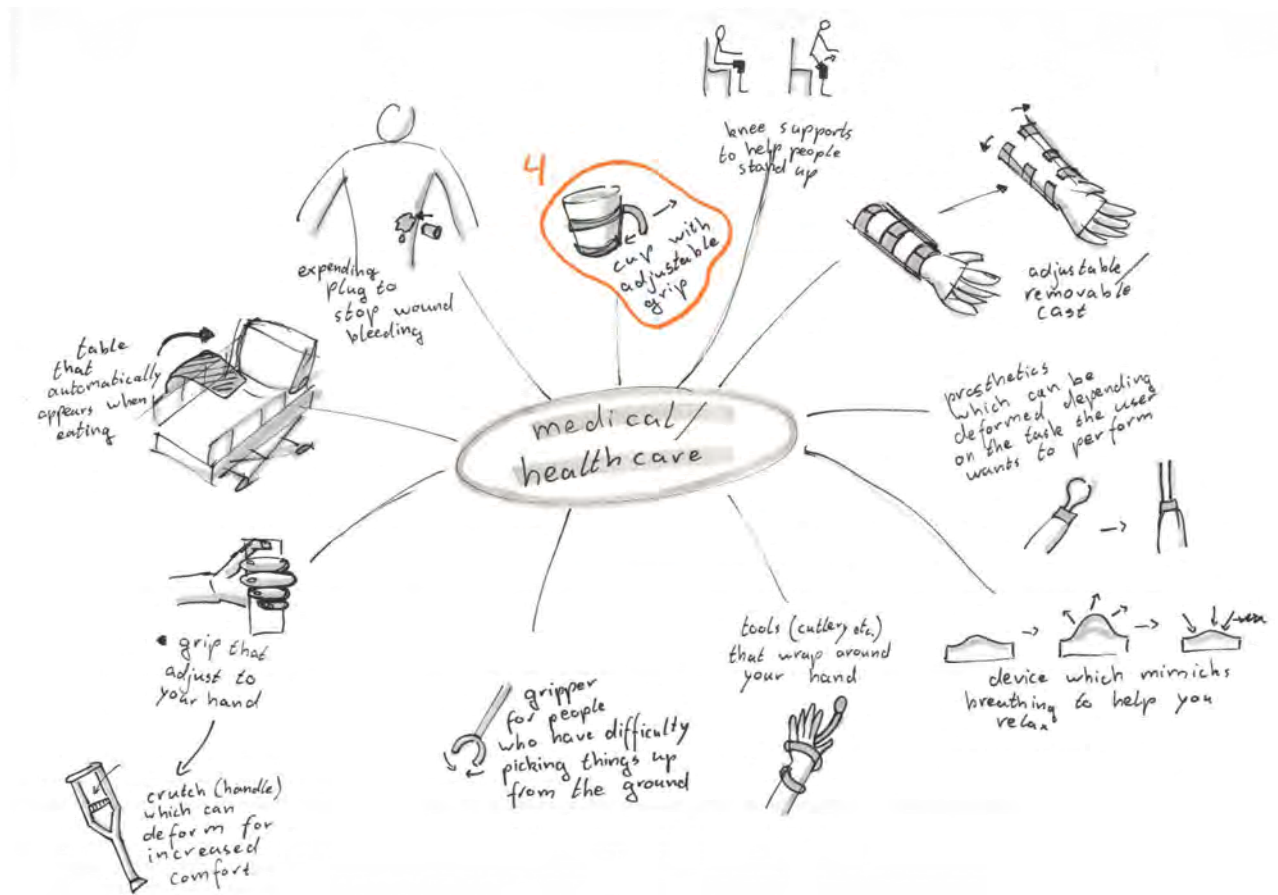 medical/
healthcare
4
cup with
adjustable
grip
knee supports
to help people
stand up
adjustable
removable
cast
prosthetics
which can be
deformed depending
on the task the user
wants to perform
device which mimichs
breathing to help you
relax
tools (cutlery etc.)
that wrap around
your hand
gripper
for people
who have difficulty
picking things up
from the ground
grip that
adjust to
your hand
crutch (handle)
which can
deform for
increased
comfort
table
that
automatically
appears when
eating
expending
plug to
stop wound
bleeding